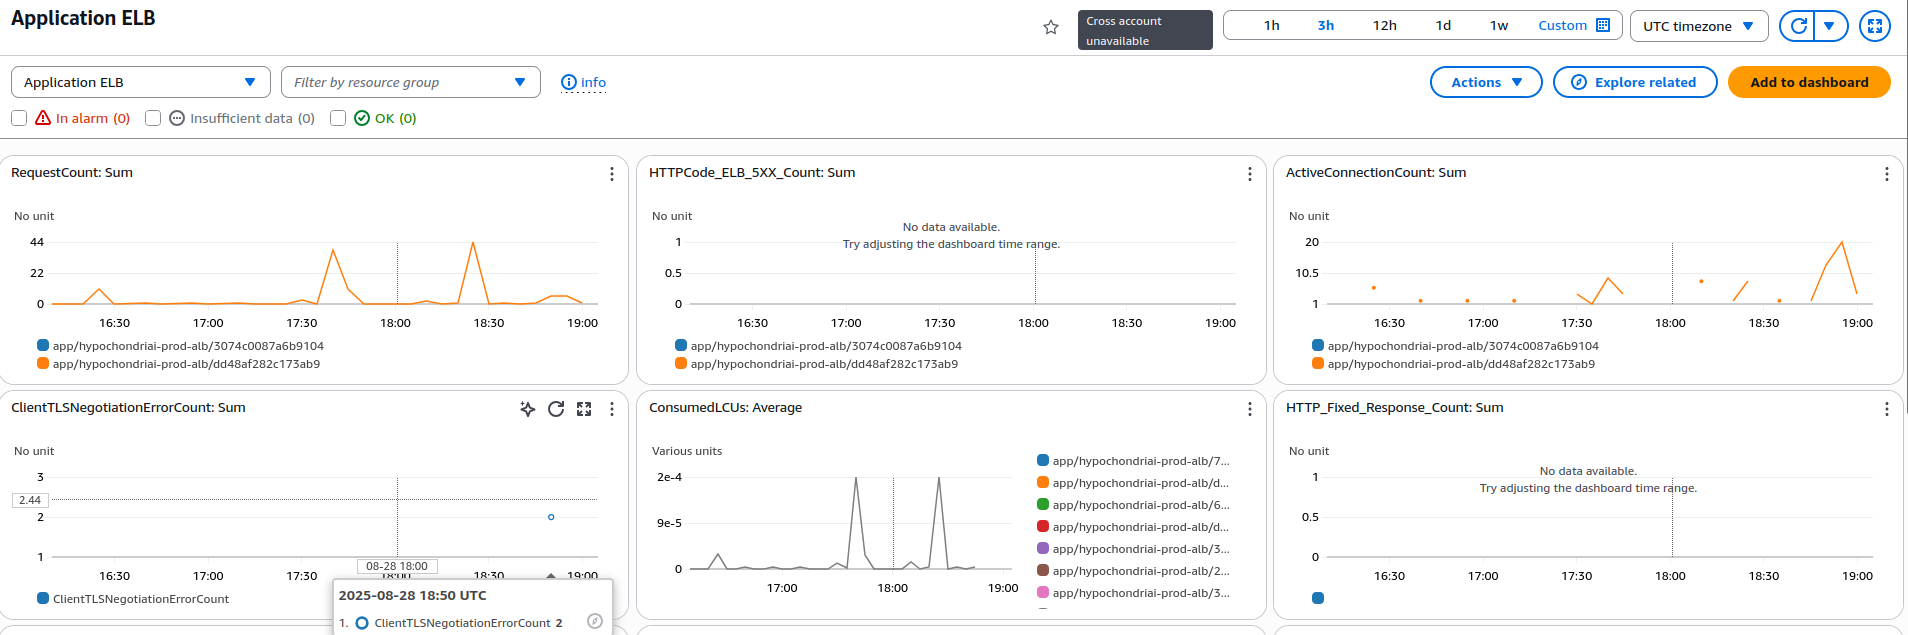 Application ELB
Cross account
unavailable
1h 3h 12h 1d 1w Custom
UTC timezone
Application ELB
Filter by resource group
info
Actions
Explore related
Add to dashboard
In alarm (0)
Insufficient data (0)
OK (0)
RequestCount: Sum
No unit
44
22
0
16:30 17:00 17:30 18:00 18:30 19:00
app/hypochondriai-prod-alb/3074c0087a6b9104
app/hypochondriai-prod-alb/dd48af282c173ab9
HTTPCode_ELB_5XX_Count: Sum
No unit
No data available.
Try adjusting the dashboard time range.
1
0.5
0
16:30 17:00 17:30 18:00 18:30 19:00
app/hypochondriai-prod-alb/3074c0087a6b9104
app/hypochondriai-prod-alb/dd48af282c173ab9
ActiveConnectionCount: Sum
No unit
20
10.5
1
16:30 17:00 17:30 18:00 18:30 19:00
app/hypochondriai-prod-alb/3074c0087a6b9104
app/hypochondriai-prod-alb/dd48af282c173ab9
ClientTLSNegotiationErrorCount: Sum
No unit
3
2.44
2
1
08-28 18:00
16:30 17:00 17:30 18:00 18:30 19:00
ClientTLSNegotiationErrorCount
2025-08-28 18:50 UTC
1. ClientTLSNegotiationErrorCount 2
ConsumedLCUs: Average
Various units
2e-4
9e-5
0
17:00 18:00 19:00
app/hypochondriai-prod-alb/7...
app/hypochondriai-prod-alb/d...
app/hypochondriai-prod-alb/6...
app/hypochondriai-prod-alb/d...
app/hypochondriai-prod-alb/3...
app/hypochondriai-prod-alb/2...
app/hypochondriai-prod-alb/3...
HTTP_Fixed_Response_Count: Sum
No unit
No data available.
Try adjusting the dashboard time range.
1
0.5
0
16:30 17:00 17:30 18:00 18:30 19:00